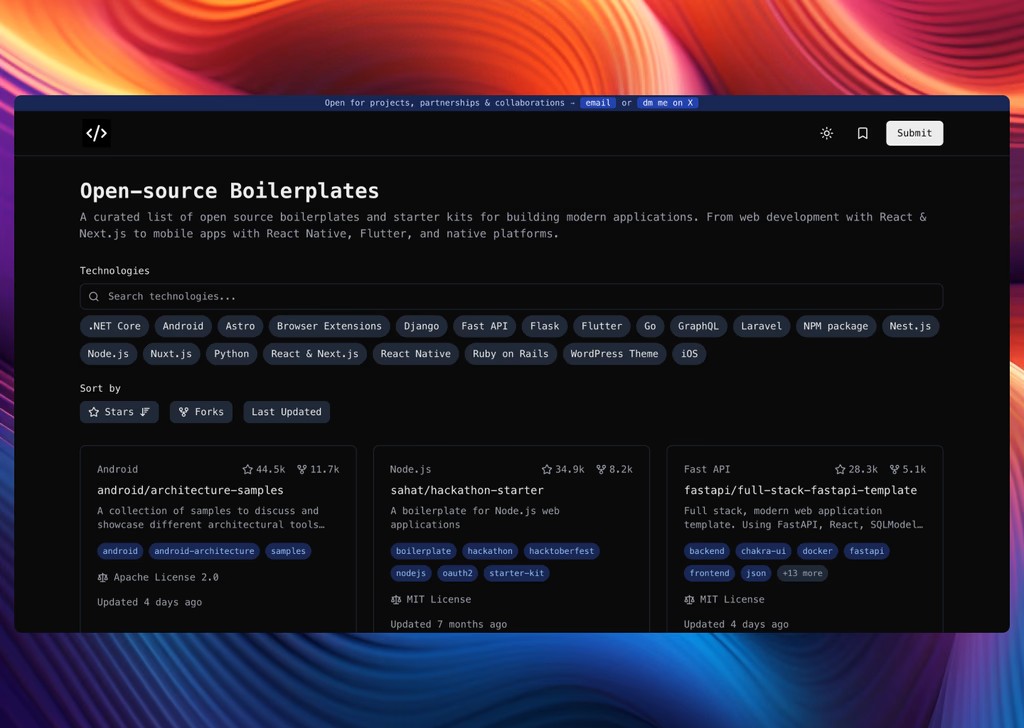 Open for projects, partnerships & collaborations → email or dm me on X
</>
Submit
Open-source Boilerplates
A curated list of open source boilerplates and starter kits for building modern applications. From web development with React &
Next.js to mobile apps with React Native, Flutter, and native platforms.
Technologies
Search technologies...
.NET Core Android Astro Browser Extensions Django Fast API Flask Flutter Go GraphQL Laravel NPM package Nest.js
Node.js Nuxt.js Python React & Next.js React Native Ruby on Rails WordPress Theme iOS
Sort by
Stars Forks Last Updated
Android 44.5k 11.7k
android/architecture-samples
A collection of samples to discuss and
showcase different architectural tools…
android android-architecture samples
Apache License 2.0
Updated 4 days ago
Node.js 34.9k 8.2k
sahat/hackathon-starter
A boilerplate for Node.js web
applications
boilerplate hackathon hacktoberfest
nodejs oauth2 starter-kit
MIT License
Updated 7 months ago
Fast API 28.3k 5.1k
fastapi/full-stack-fastapi-template
Full stack, modern web application
template. Using FastAPI, React, SQLModel…
backend chakra-ui docker fastapi
frontend json +13 more
MIT License
Updated 4 days ago